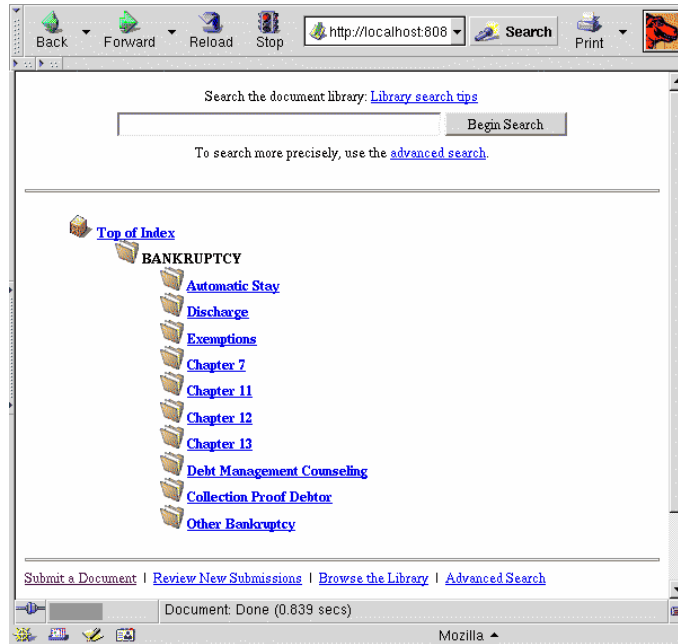 Back Forward Reload Stop http://localhost:808 Search Print
Search the document library: Library search tips
Begin Search
To search more precisely, use the advanced search.
Top of Index
BANKRUPTCY
Automatic Stay
Discharge
Exemptions
Chapter 7
Chapter 11
Chapter 12
Chapter 13
Debt Management Counseling
Collection Proof Debtor
Other Bankruptcy
Submit a Document | Review New Submissions | Browse the Library | Advanced Search
Document: Done (0.839 secs)
Mozilla